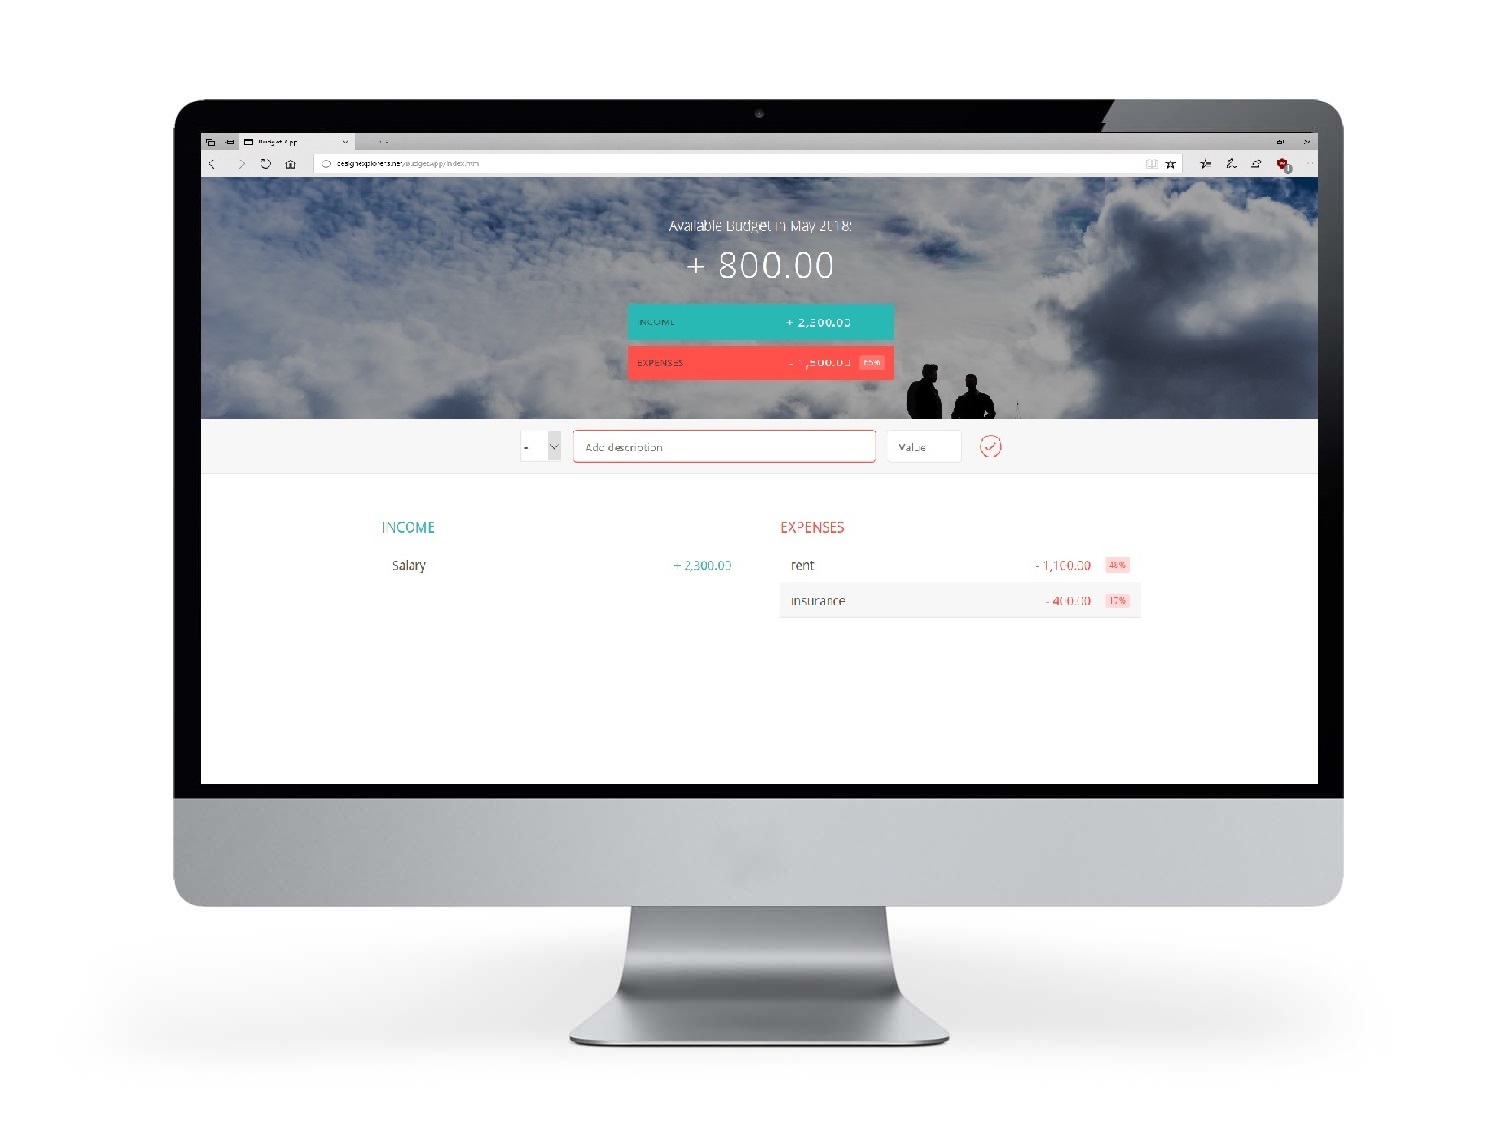 Budget App
designexplorers.net/BudgetApp/index.html
Available Budget in May 2018:
+ 800.00
INCOME + 2,300.00
EXPENSES - 1,500.00 65%
- Add description Value
INCOME
Salary + 2,300.00
EXPENSES
rent - 1,100.00 48%
insurance - 400.00 17%